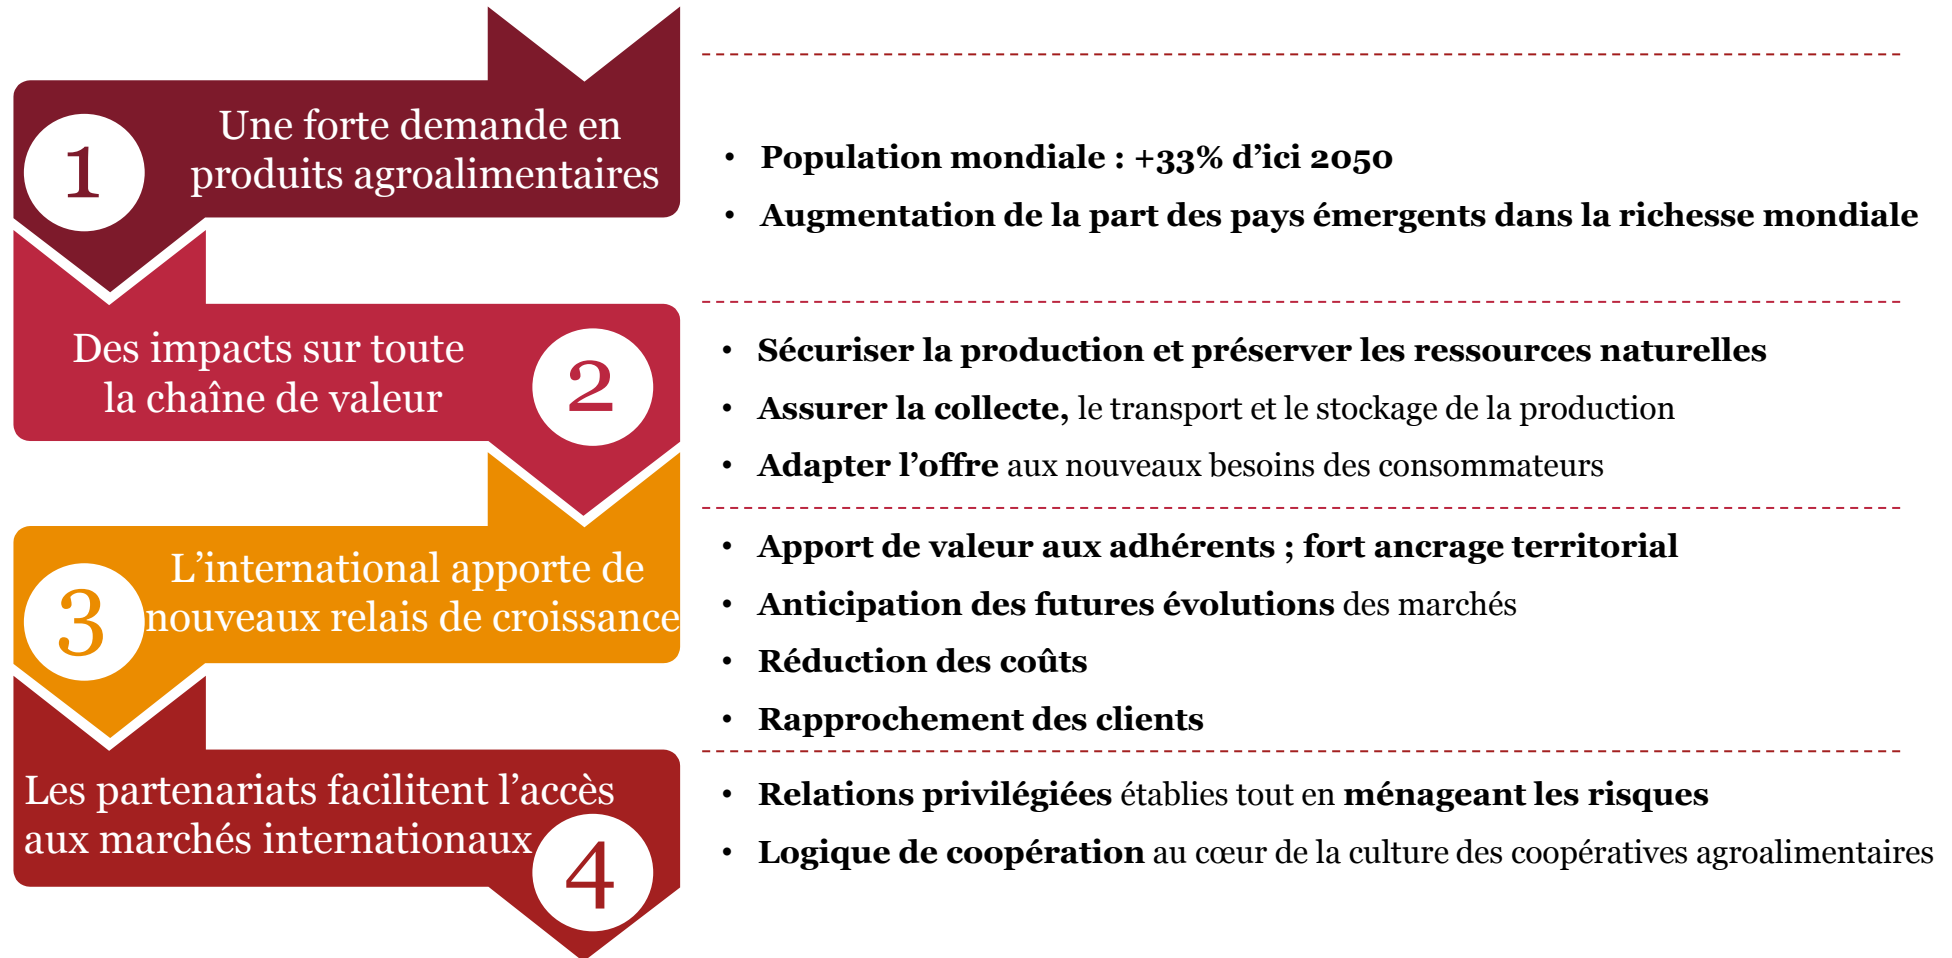 1
Une forte demande en
produits agroalimentaires
• Population mondiale : +33% d’ici 2050
• Augmentation de la part des pays émergents dans la richesse mondiale
Des impacts sur toute
la chaîne de valeur
2
• Sécuriser la production et préserver les ressources naturelles
• Assurer la collecte, le transport et le stockage de la production
• Adapter l’offre aux nouveaux besoins des consommateurs
3
L’international apporte de
nouveaux relais de croissance
• Apport de valeur aux adhérents ; fort ancrage territorial
• Anticipation des futures évolutions des marchés
• Réduction des coûts
• Rapprochement des clients
Les partenariats facilitent l’accès
aux marchés internationaux
4
• Relations privilégiées établies tout en ménageant les risques
• Logique de coopération au cœur de la culture des coopératives agroalimentaires